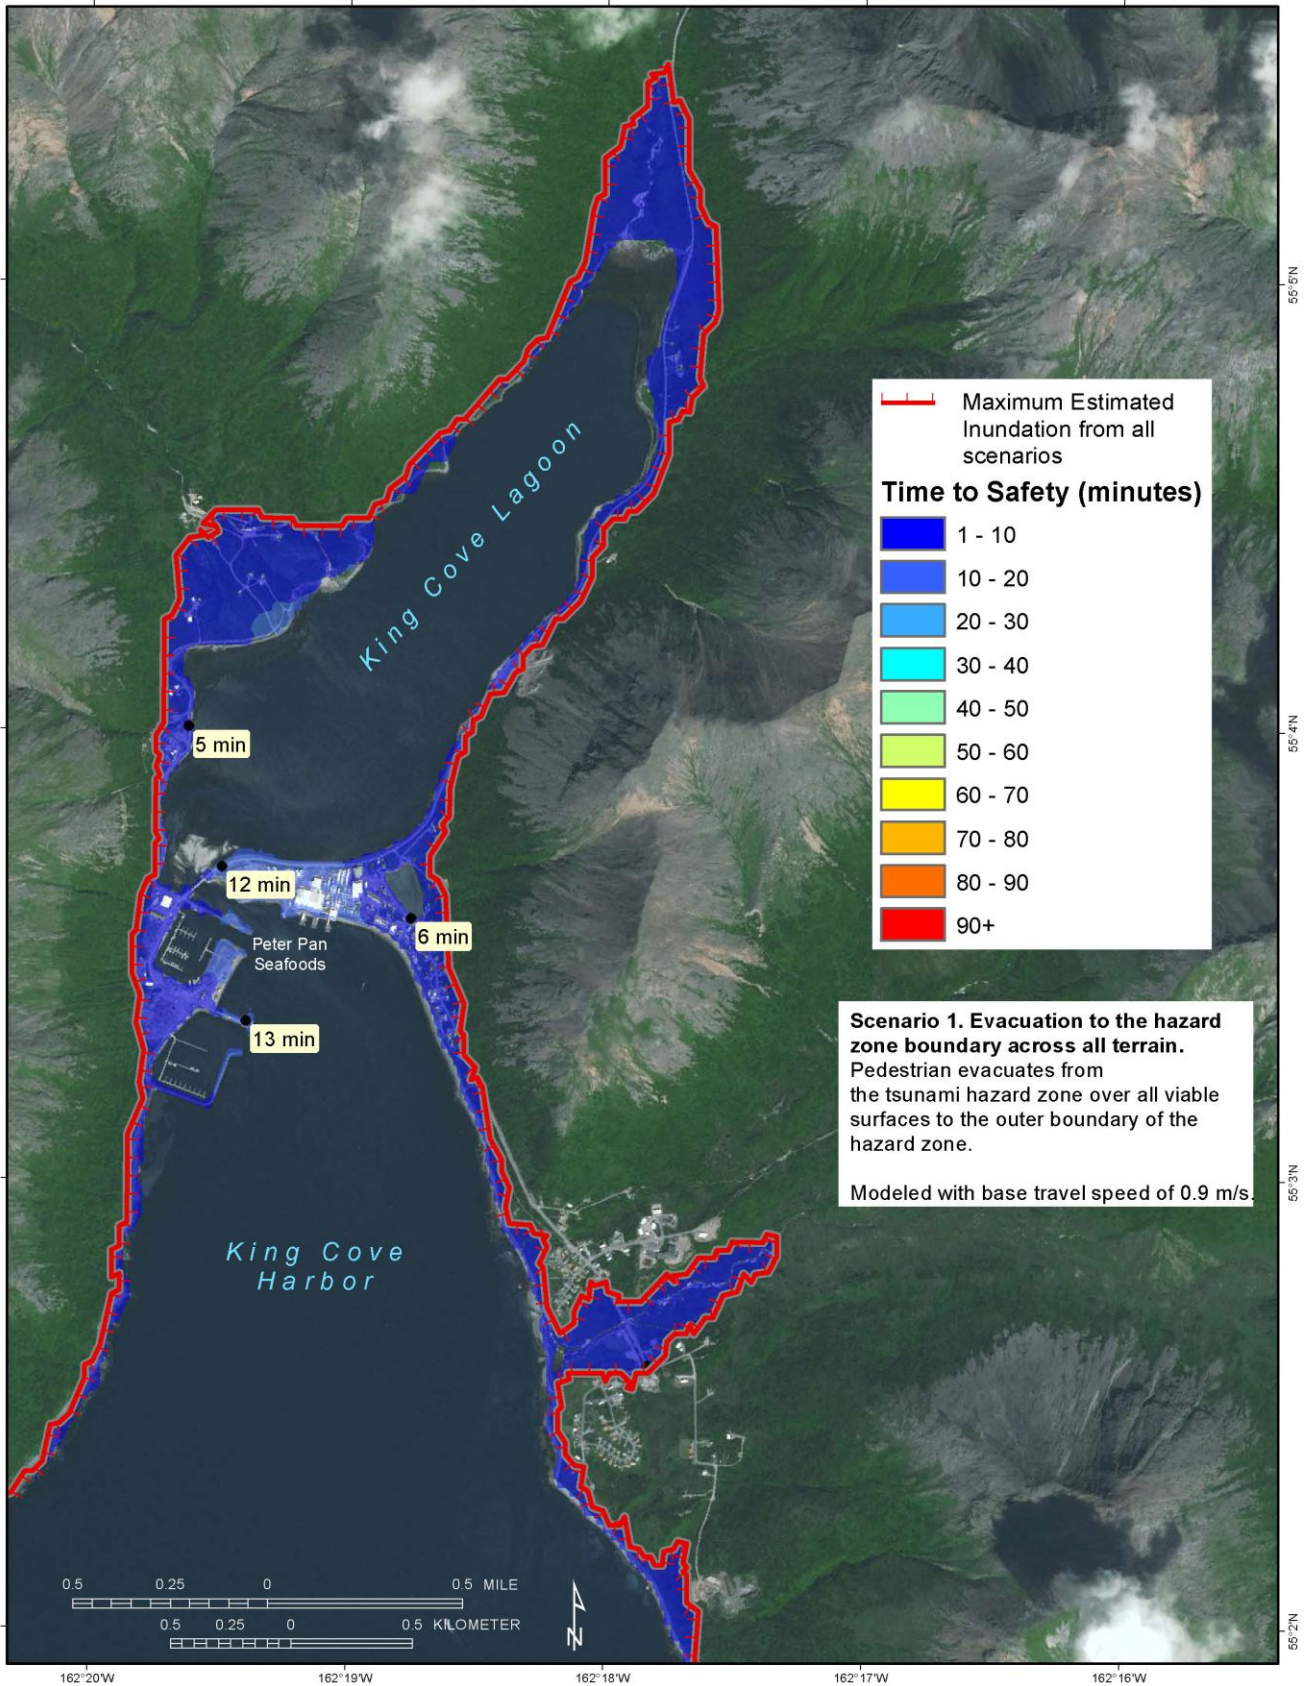 King Cove Lagoon
5 min
12 min
6 min
Peter Pan
Seafoods
13 min
King Cove
Harbor
Maximum Estimated
Inundation from all
scenarios
Time to Safety (minutes)
1 - 10
10 - 20
20 - 30
30 - 40
40 - 50
50 - 60
60 - 70
70 - 80
80 - 90
90+
Scenario 1. Evacuation to the hazard
zone boundary across all terrain.
Pedestrian evacuates from
the tsunami hazard zone over all viable
surfaces to the outer boundary of the
hazard zone.
Modeled with base travel speed of 0.9 m/s.
55°5'N
55°4'N
55°3'N
55°2'N
0.5 0.25 0 0.5 MILE
0.5 0.25 0 0.5 KILOMETER
N
162°20'W 162°19'W 162°18'W 162°17'W 162°16'W